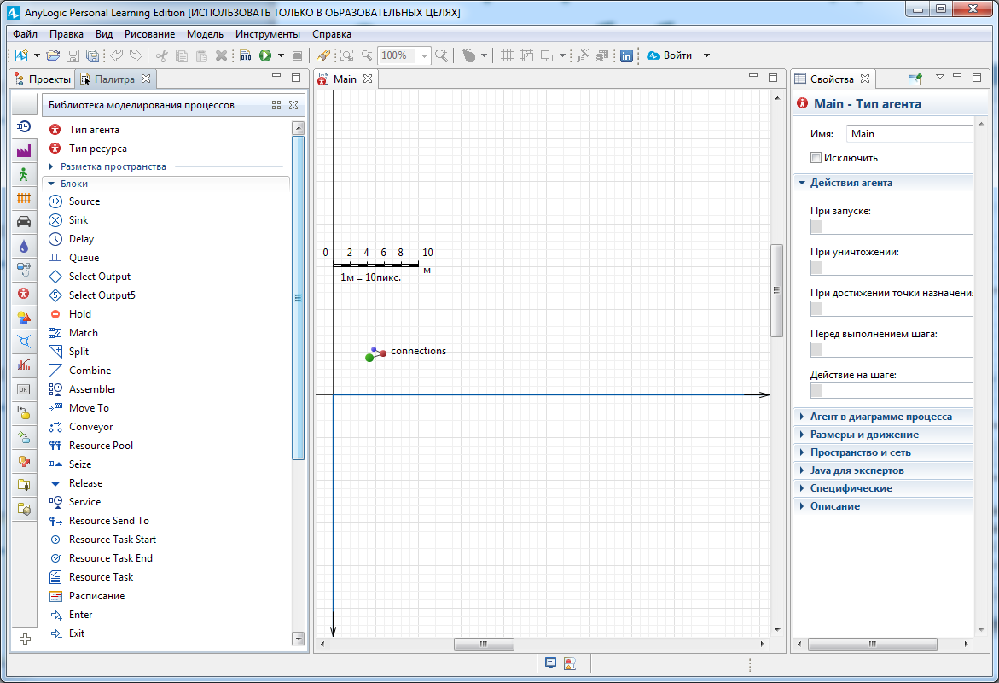 AnyLogic Personal Learning Edition [ИСПОЛЬЗОВАТЬ ТОЛЬКО В ОБРАЗОВАТЕЛЬНЫХ ЦЕЛЯХ]
Файл Правка Вид Рисование Модель Инструменты Справка
100% Войти
Проекты Палитра
Библиотека моделирования процессов
Тип агента
Тип ресурса
Разметка пространства
Блоки
Source
Sink
Delay
Queue
Select Output
Select Output5
Hold
Match
Split
Combine
Assembler
Move To
Conveyor
Resource Pool
Seize
Release
Service
Resource Send To
Resource Task Start
Resource Task End
Resource Task
Расписание
Enter
Exit
OK
Main
0 2 4 6 8 10
м
1м = 10пикс.
connections
Свойства
Main - Тип агента
Имя: Main
Исключить
Действия агента
При запуске:
При уничтожении:
При достижении точки назначения
Перед выполнением шага:
Действие на шаге:
Агент в диаграмме процесса
Размеры и движение
Пространство и сеть
Java для экспертов
Специфические
Описание